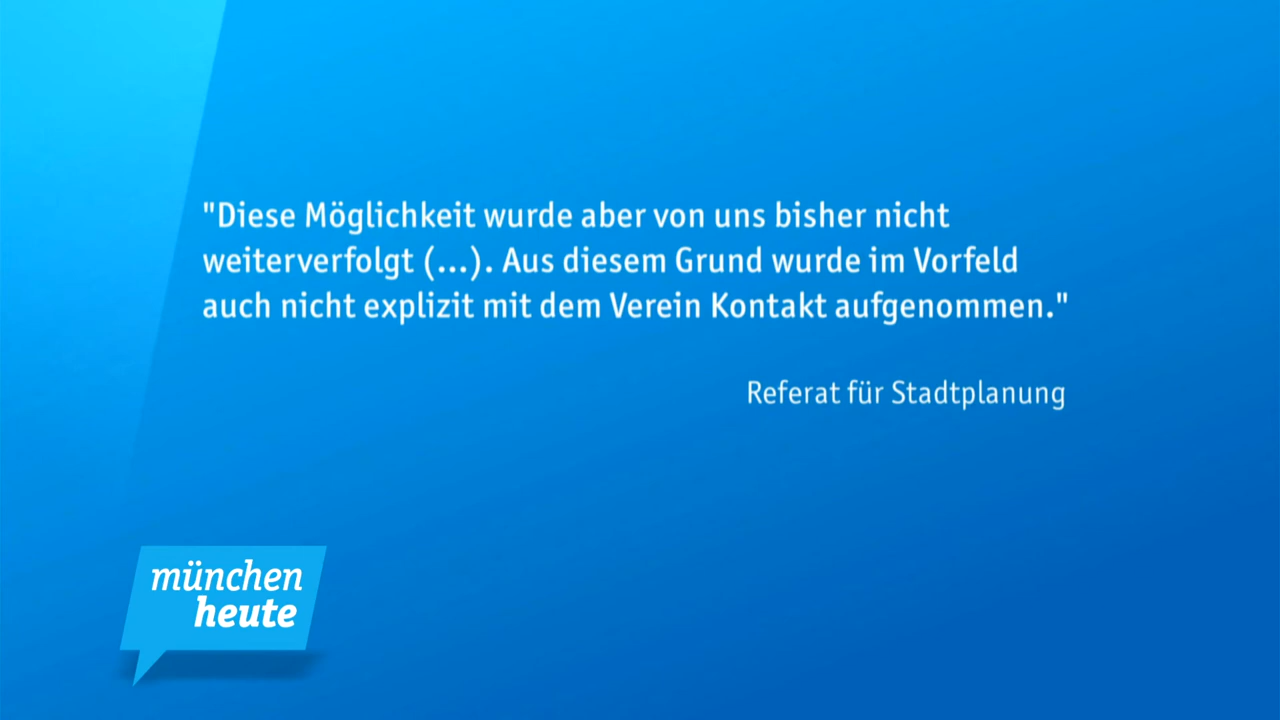 "Diese Möglichkeit wurde aber von uns bisher nicht
weiterverfolgt (...). Aus diesem Grund wurde im Vorfeld
auch nicht explizit mit dem Verein Kontakt aufgenommen."
Referat für Stadtplanung
münchen
heute